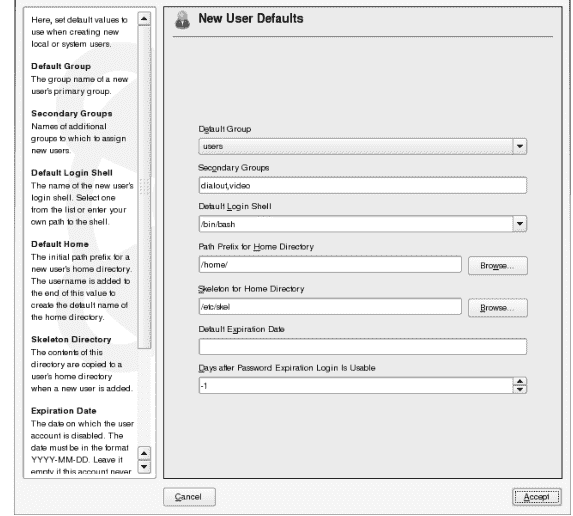 Here, set default values to
use when creating new
local or system users.
Default Group
The group name of a new
user's primary group.
Secondary Groups
Names of additional
groups to which to assign
new users.
Default Login Shell
The name of the new user's
login shell. Select one
from the list or enter your
own path to the shell.
Default Home
The initial path prefix for a
new user's home directory.
The username is added to
the end of this value to
create the default name of
the home directory.
Skeleton Directory
The contents of this
directory are copied to a
user's home directory
when a new user is added.
Expiration Date
The date on which the user
account is disabled. The
date must be in the format
YYYY-MM-DD. Leave it
empty if this account never
New User Defaults
Default Group
users
Secondary Groups
dialout,video
Default Login Shell
/bin/bash
Path Prefix for Home Directory
/home/
Browse...
Skeleton for Home Directory
/etc/skel
Browse...
Default Expiration Date
Days after Password Expiration Login Is Usable
-1
Cancel
Accept